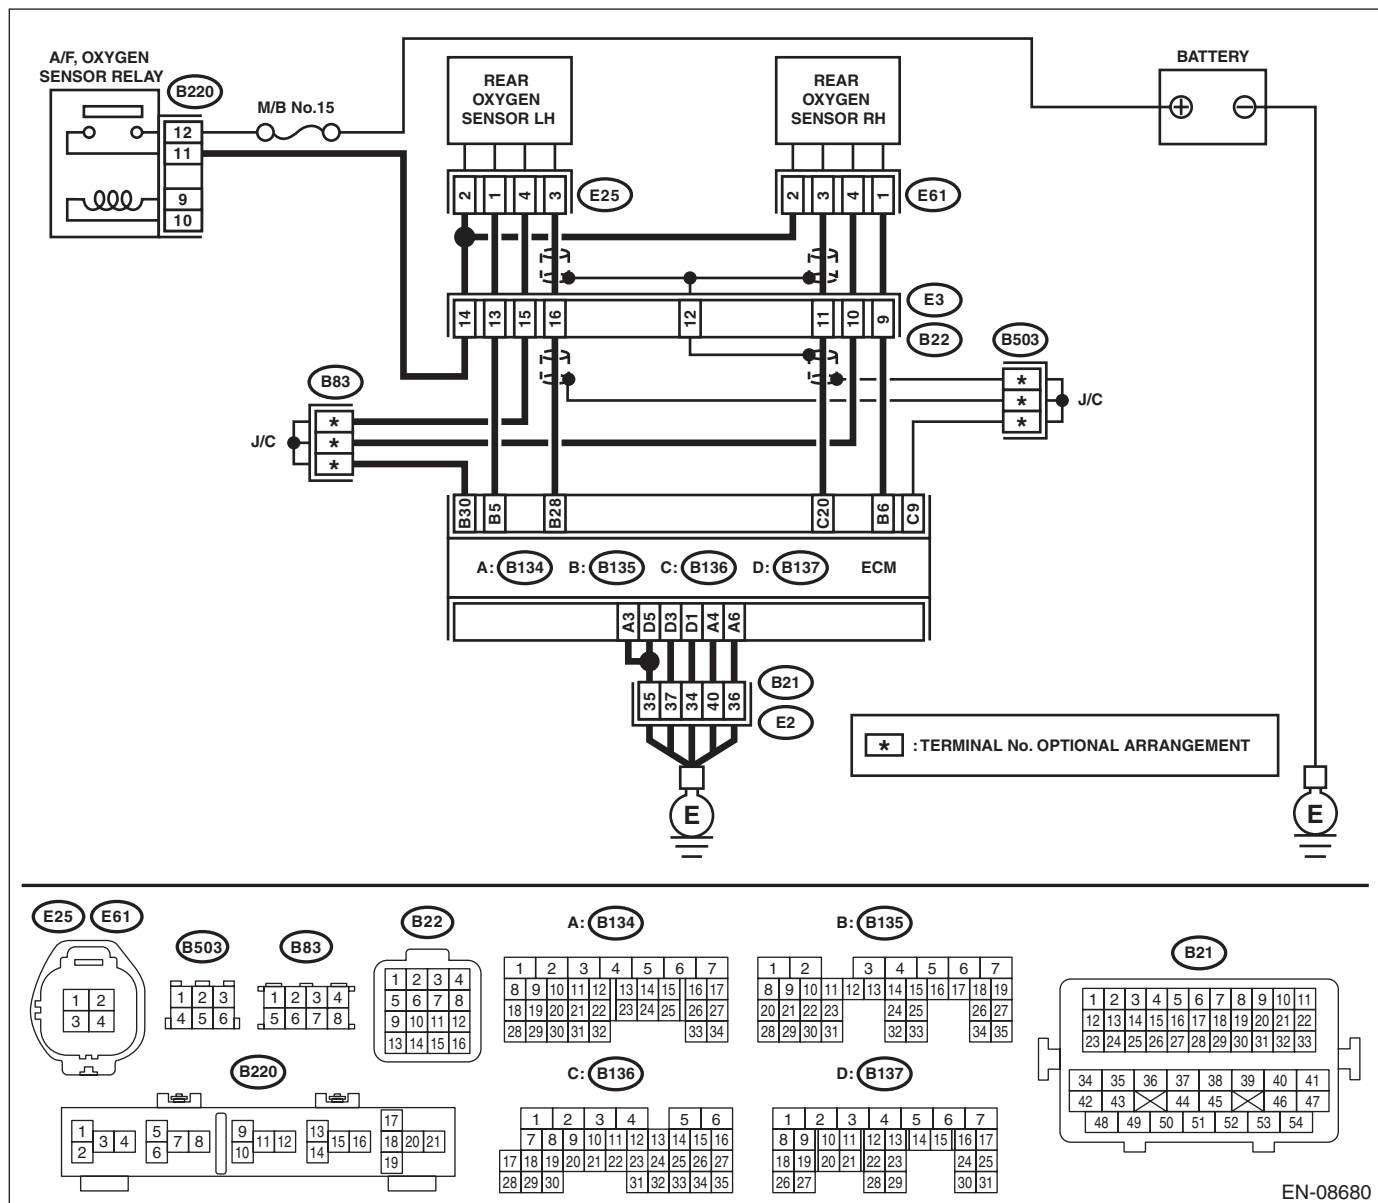 A/F, OXYGEN
SENSOR RELAY
B220
12
11
9
10
M/B No.15
REAR
OXYGEN
SENSOR LH
2 1 4 3
E25
REAR
OXYGEN
SENSOR RH
2 3 4 1
E61
BATTERY
+ −
14 13 15 16 12 11 10 9
E3
B22
B83
J/C
*
*
*
B503
*
*
*
J/C
B30 B5 B28 C20 B6 C9
A: B134 B: B135 C: B136 D: B137 ECM
A3 D5 D3 D1 A4 A6
35 37 34 40 36
B21
E2
* : TERMINAL No. OPTIONAL ARRANGEMENT
E
E
E25 E61
1 2
3 4
B503
1 2 3
4 5 6
B83
1 2 3 4
5 6 7 8
B22
1 2 3 4
5 6 7 8
9 10 11 12
13 14 15 16
A: B134
1 2 3 4 5 6 7
8 9 10 11 12 13 14 15 16 17
18 19 20 21 22 23 24 25 26 27
28 29 30 31 32 33 34
B: B135
1 2 3 4 5 6 7
8 9 10 11 12 13 14 15 16 17 18 19
20 21 22 23 24 25 26 27
28 29 30 31 32 33 34 35
B21
1 2 3 4 5 6 7 8 9 10 11
12 13 14 15 16 17 18 19 20 21 22
23 24 25 26 27 28 29 30 31 32 33
34 35 36 37 38 39 40 41
42 43 44 45 46 47
48 49 50 51 52 53 54
B220
1 2 3 4 5 6 7 8 9 10 11 12 13 14 15 16 17 18 19 20 21
C: B136
1 2 3 4 5 6
7 8 9 10 11 12 13 14 15 16
17 18 19 20 21 22 23 24 25 26 27
28 29 30 31 32 33 34 35
D: B137
1 2 3 4 5 6 7
8 9 10 11 12 13 14 15 16 17
18 19 20 21 22 23 24 25
26 27 28 29 30 31
EN-08680